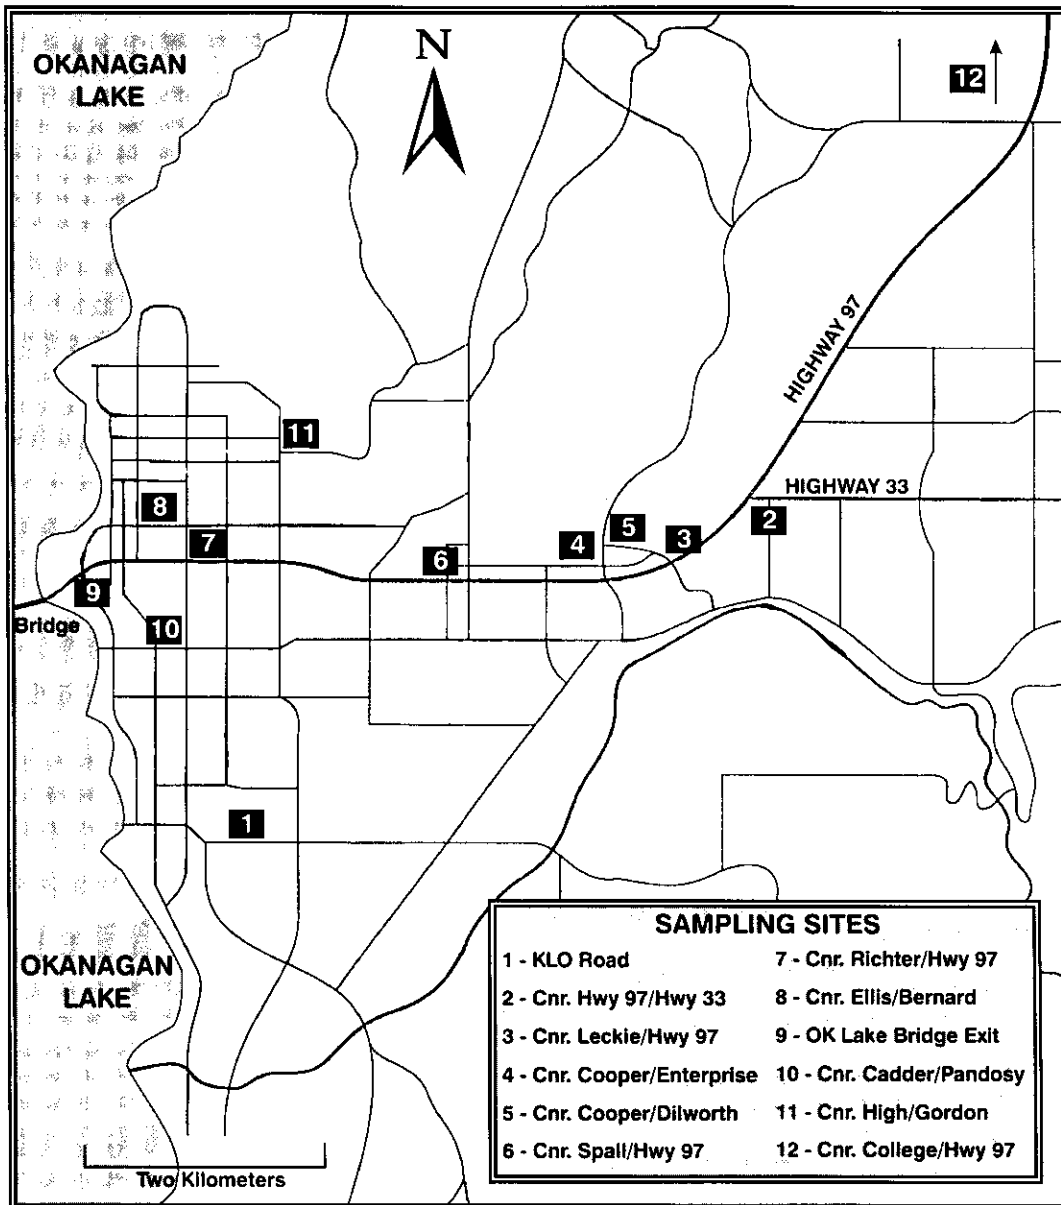 OKANAGAN
LAKE
N
12
HIGHWAY 97
11
HIGHWAY 33
8
7
6
4
5
3
2
9
Bridge
10
1
OKANAGAN
LAKE
Two Kilometers
SAMPLING SITES
1 - KLO Road
2 - Cnr. Hwy 97/Hwy 33
3 - Cnr. Leckie/Hwy 97
4 - Cnr. Cooper/Enterprise
5 - Cnr. Cooper/Dilworth
6 - Cnr. Spall/Hwy 97
7 - Cnr. Richter/Hwy 97
8 - Cnr. Ellis/Bernard
9 - OK Lake Bridge Exit
10 - Cnr. Cadder/Pandosy
11 - Cnr. High/Gordon
12 - Cnr. College/Hwy 97